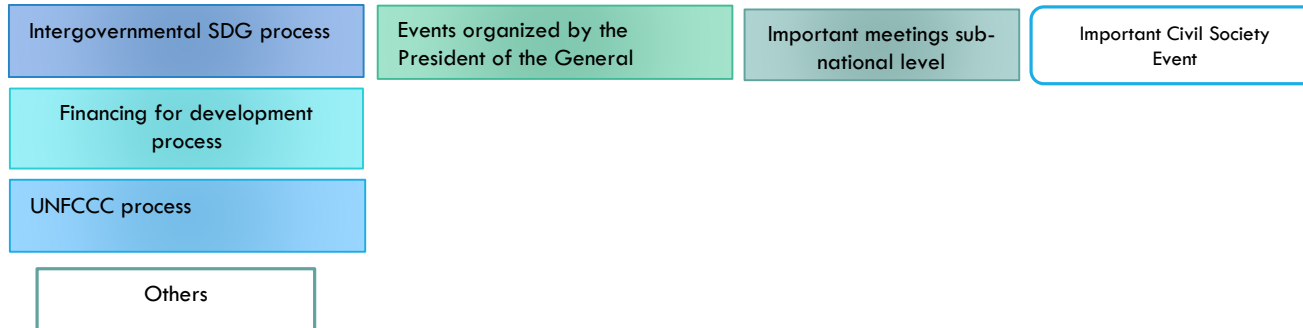 Intergovernmental SDG process
Events organized by the
President of the General
Important meetings sub-
national level
Important Civil Society
Event
Financing for development
process
UNFCCC process
Others